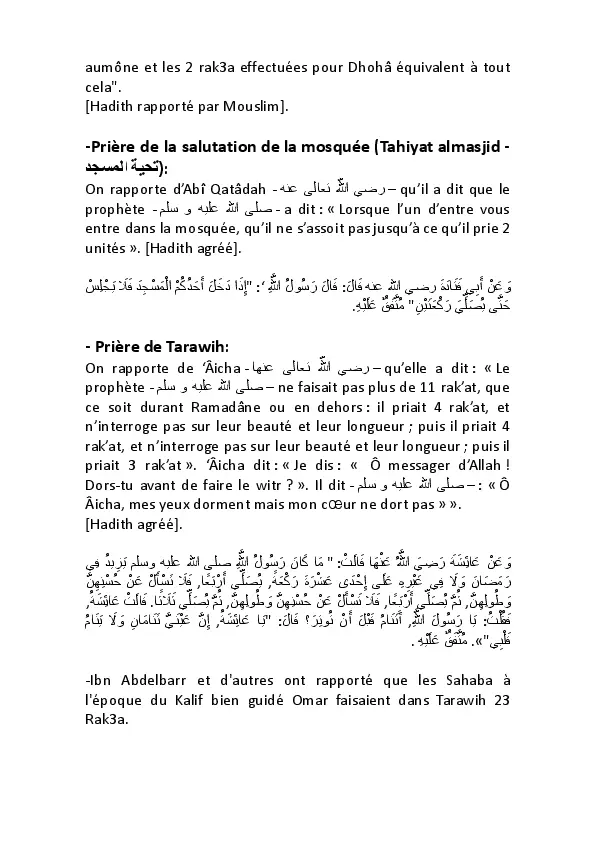 aumône et les 2 rak3a effectuées pour Dhohâ équivalent à tout
cela".
[Hadith rapporté par Mouslim].
-Prière de la salutation de la mosquée (Tahiyat almasjid -
تحية المسجد):
On rapporte d’Abî Qatâdah - رضي الله تعالى عنه – qu’il a dit que le
prophète - صلى الله عليه و سلم - a dit : « Lorsque l’un d’entre vous
entre dans la mosquée, qu’il ne s’assoit pas jusqu’à ce qu’il prie 2
unités ». [Hadith agréé].
وَعَنْ أَبِي قَتَادَةَ رضي الله عنه قَالَ: قَالَ رَسُولُ اَللَّهِ ‘: "إِذَا دَخَلَ أَحَدُكُمْ اَلْمَسْجِدَ فَلَا يَجْلِسْ
حَتَّى يُصَلِّيَ رَكْعَتَيْنِ" مُتَّفَقٌ عَلَيْهِ.
- Prière de Tarawih:
On rapporte de ‘Âicha - رضي الله تعالى عنها – qu’elle a dit : « Le
prophète - صلى الله عليه و سلم – ne faisait pas plus de 11 rak’at, que
ce soit durant Ramadâne ou en dehors : il priait 4 rak’at, et
n’interroge pas sur leur beauté et leur longueur ; puis il priait 4
rak’at, et n’interroge pas sur leur beauté et leur longueur ; puis il
priait 3 rak’at ». ‘Âicha dit : « Je dis : « Ô messager d’Allah !
Dors-tu avant de faire le witr ? ». Il dit - صلى الله عليه و سلم – : « Ô
Âicha, mes yeux dorment mais mon cœur ne dort pas » ».
[Hadith agréé].
وَعَنْ عَائِشَةَ رَضِيَ اَللَّهُ عَنْهَا قَالَتْ: " مَا كَانَ رَسُولُ اَللَّهِ صلى الله عليه وسلم يَزِيدُ فِي
رَمَضَانَ وَلَا فِي غَيْرِهِ عَلَى إِحْدَى عَشْرَةَ رَكْعَةً, يُصَلِّي أَرْبَعًا, فَلَا تَسْأَلْ عَنْ حُسْنِهِنَّ
وَطُولِهِنَّ, ثُمَّ يُصَلِّي أَرْبَعًا, فَلَا تَسْأَلْ عَنْ حُسْنِهِنَّ وَطُولِهِنَّ, ثُمَّ يُصَلِّي ثَلَاثًا. قَالَتْ عَائِشَةُ,
فَقُلْتُ: يَا رَسُولَ اَللَّهِ, أَتَنَامُ قَبْلَ أَنْ تُوتِرَ؟ قَالَ: "يَا عَائِشَةُ, إِنَّ عَيْنَيَّ تَنَامَانِ وَلَا يَنَامُ
قَلْبِي"». مُتَّفَقٌ عَلَيْهِ .
-Ibn Abdelbarr et d'autres ont rapporté que les Sahaba à
l'époque du Kalif bien guidé Omar faisaient dans Tarawih 23
Rak3a.